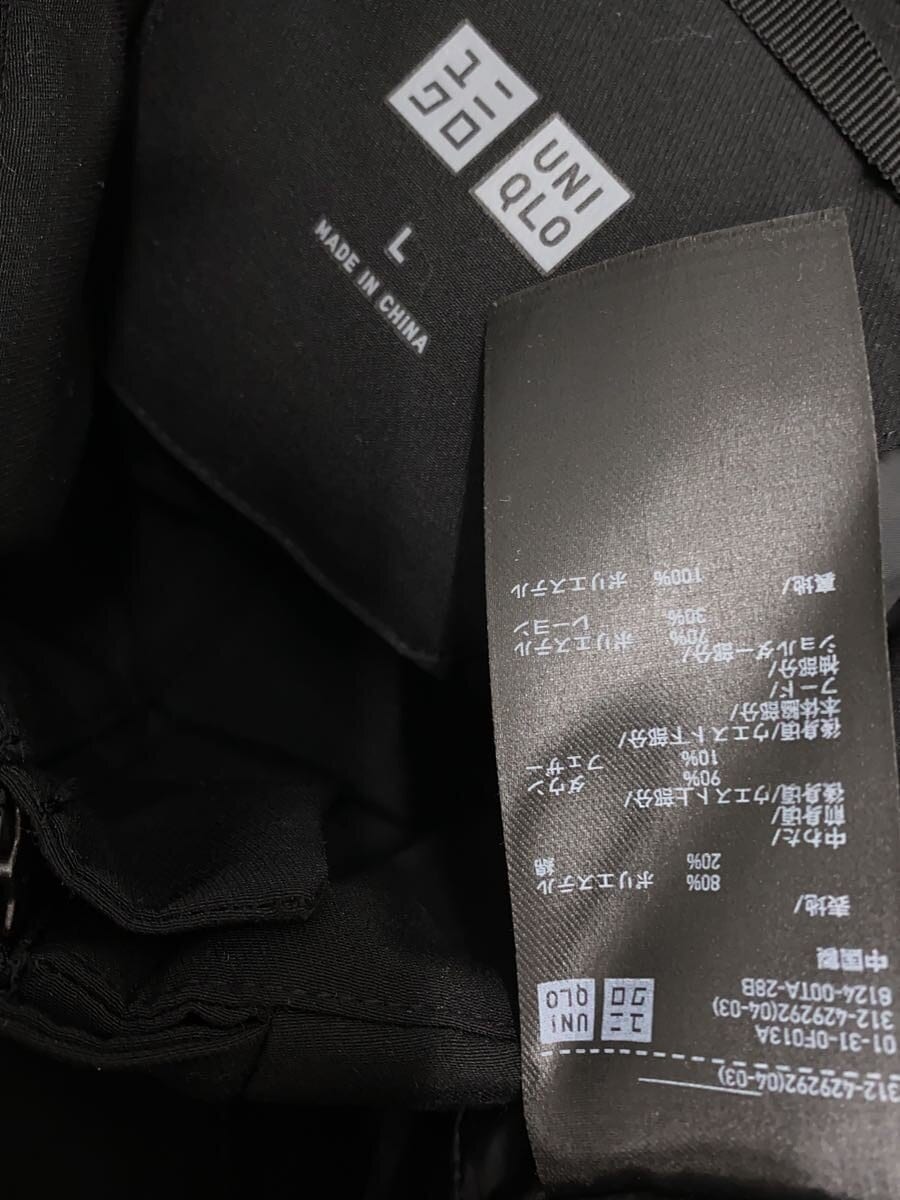 ユニ
クロ
UNI
QLO
L
MADE IN CHINA
312-429292(04-03)
01-31-0F013A
312-429292(04-03)
8124-00TA-28B
中国製
ユニ
クロ
UNI
QLO
表地/
80% ポリエステル
20% 綿
中わた/
前身頃/
後身頃/ウエスト上部分/
90% ダウン
10% フェザー
後身頃/ウエスト下部分/
本体脇部分/
フード/
袖部分/
ショルダー部分/
70% ポリエステル
30% レーヨン
裏地/
100% ポリエステル